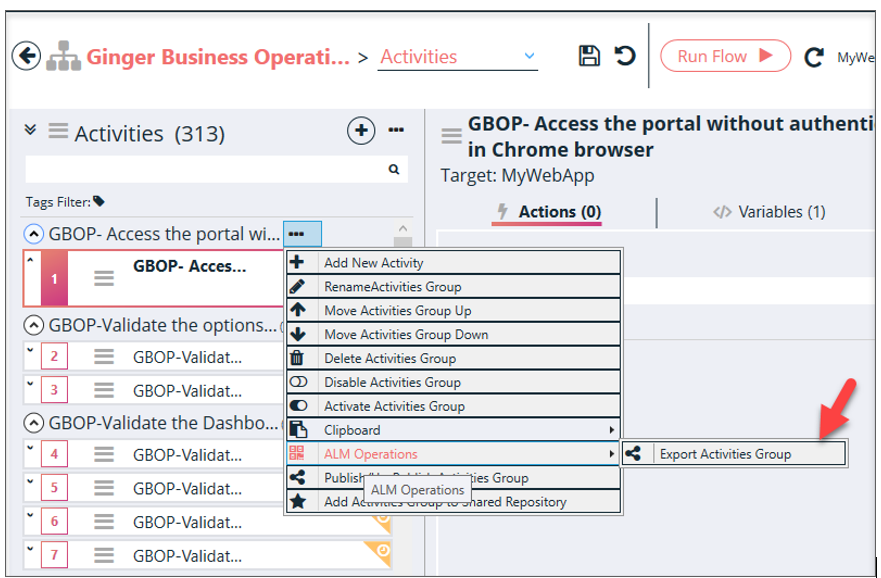 Ginger Business Operati... > Activities
Run Flow
MyWe
Activities (313)
Tags Filter:
GBOP- Access the portal wi...
1 GBOP- Acces...
GBOP-Validate the options...
2 GBOP-Validat...
3 GBOP-Validat...
GBOP-Validate the Dashbo...
4 GBOP-Validat...
5 GBOP-Validat...
6 GBOP-Validat...
7 GBOP-Validat...
GBOP- Access the portal without authenti
in Chrome browser
Target: MyWebApp
Actions (0)
Variables (1)
Add New Activity
RenameActivities Group
Move Activities Group Up
Move Activities Group Down
Delete Activities Group
Disable Activities Group
Activate Activities Group
Clipboard
ALM Operations
Export Activities Group
Publish
ties Group
ALM Operations
Add Activities Group to Shared Repository